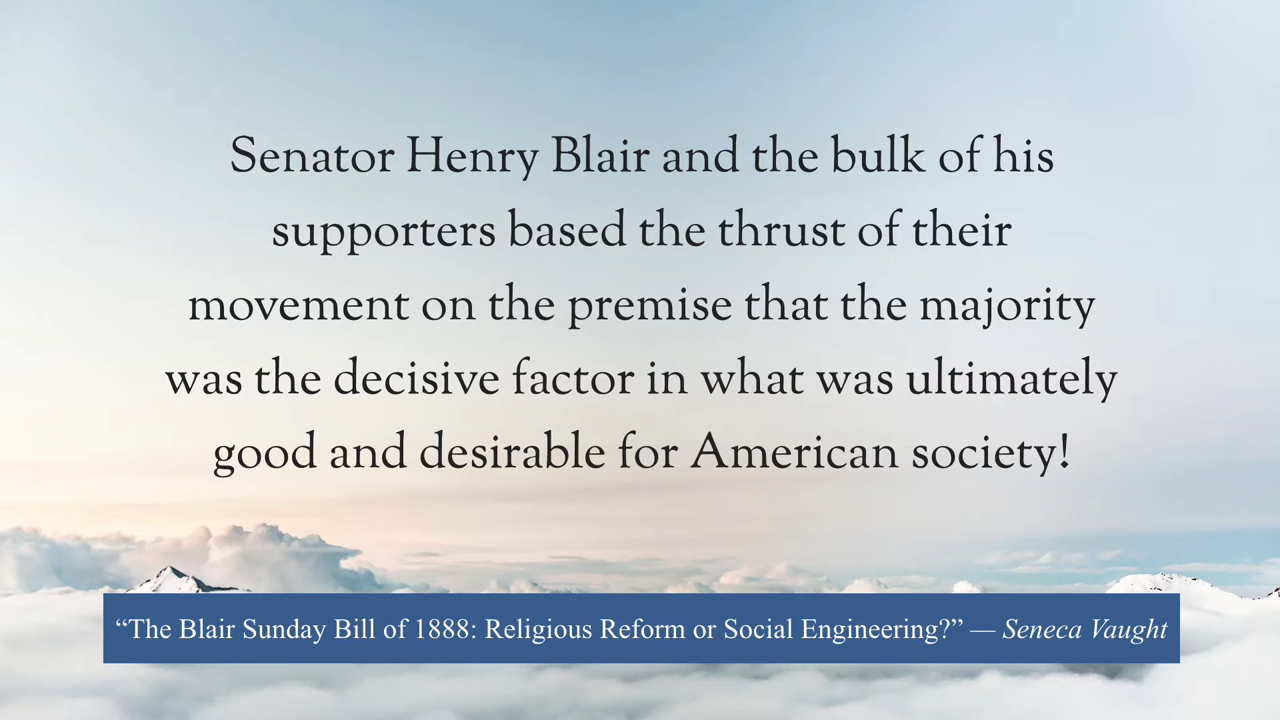 Senator Henry Blair and the bulk of his
supporters based the thrust of their
movement on the premise that the majority
was the decisive factor in what was ultimately
good and desirable for American society!
“The Blair Sunday Bill of 1888: Religious Reform or Social Engineering?” — Seneca Vaught